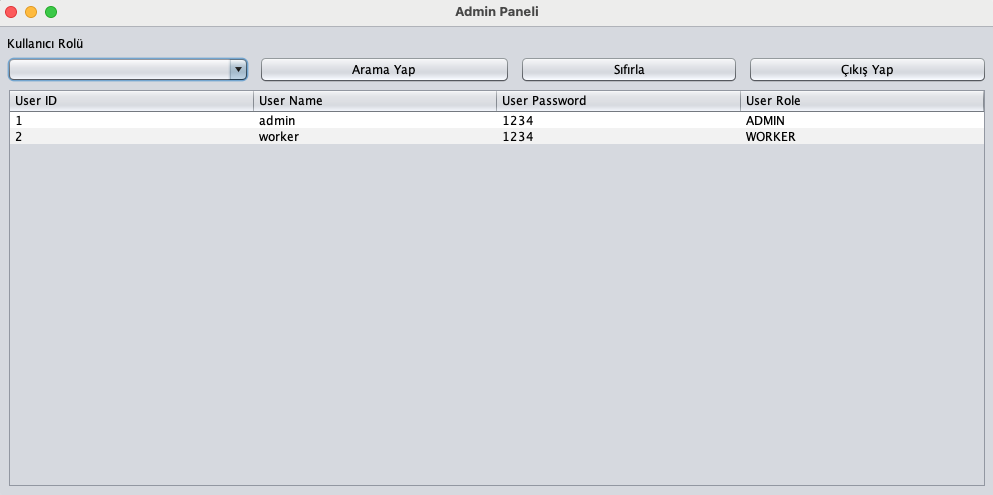 Admin Paneli
Kullanıcı Rolü
Arama Yap Sıfırla Çıkış Yap
User ID User Name User Password User Role
1 admin 1234 ADMIN
2 worker 1234 WORKER